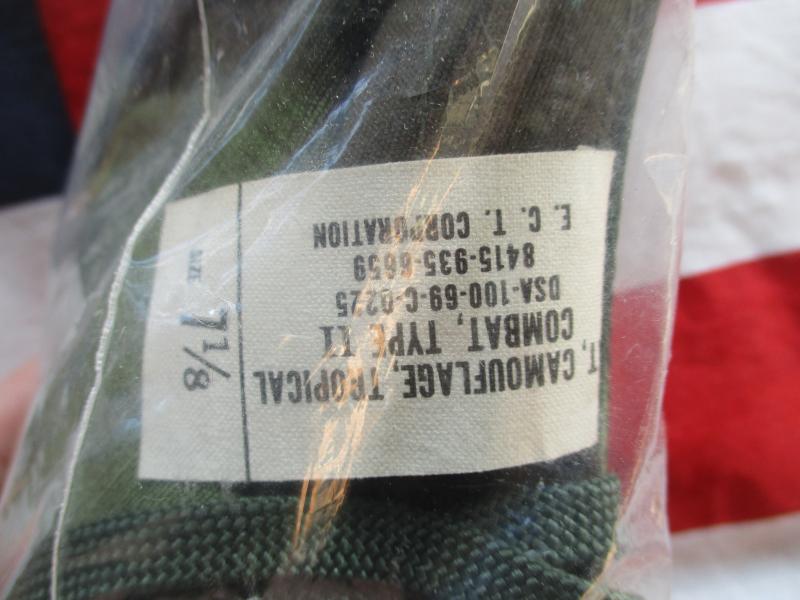 T, CAMOUFLAGE, TROPICAL
COMBAT, TYPE II
DSA-100-69-C-0225
8415-935-6659
E. C. T. CORPORATION
SIZE 7 1/8